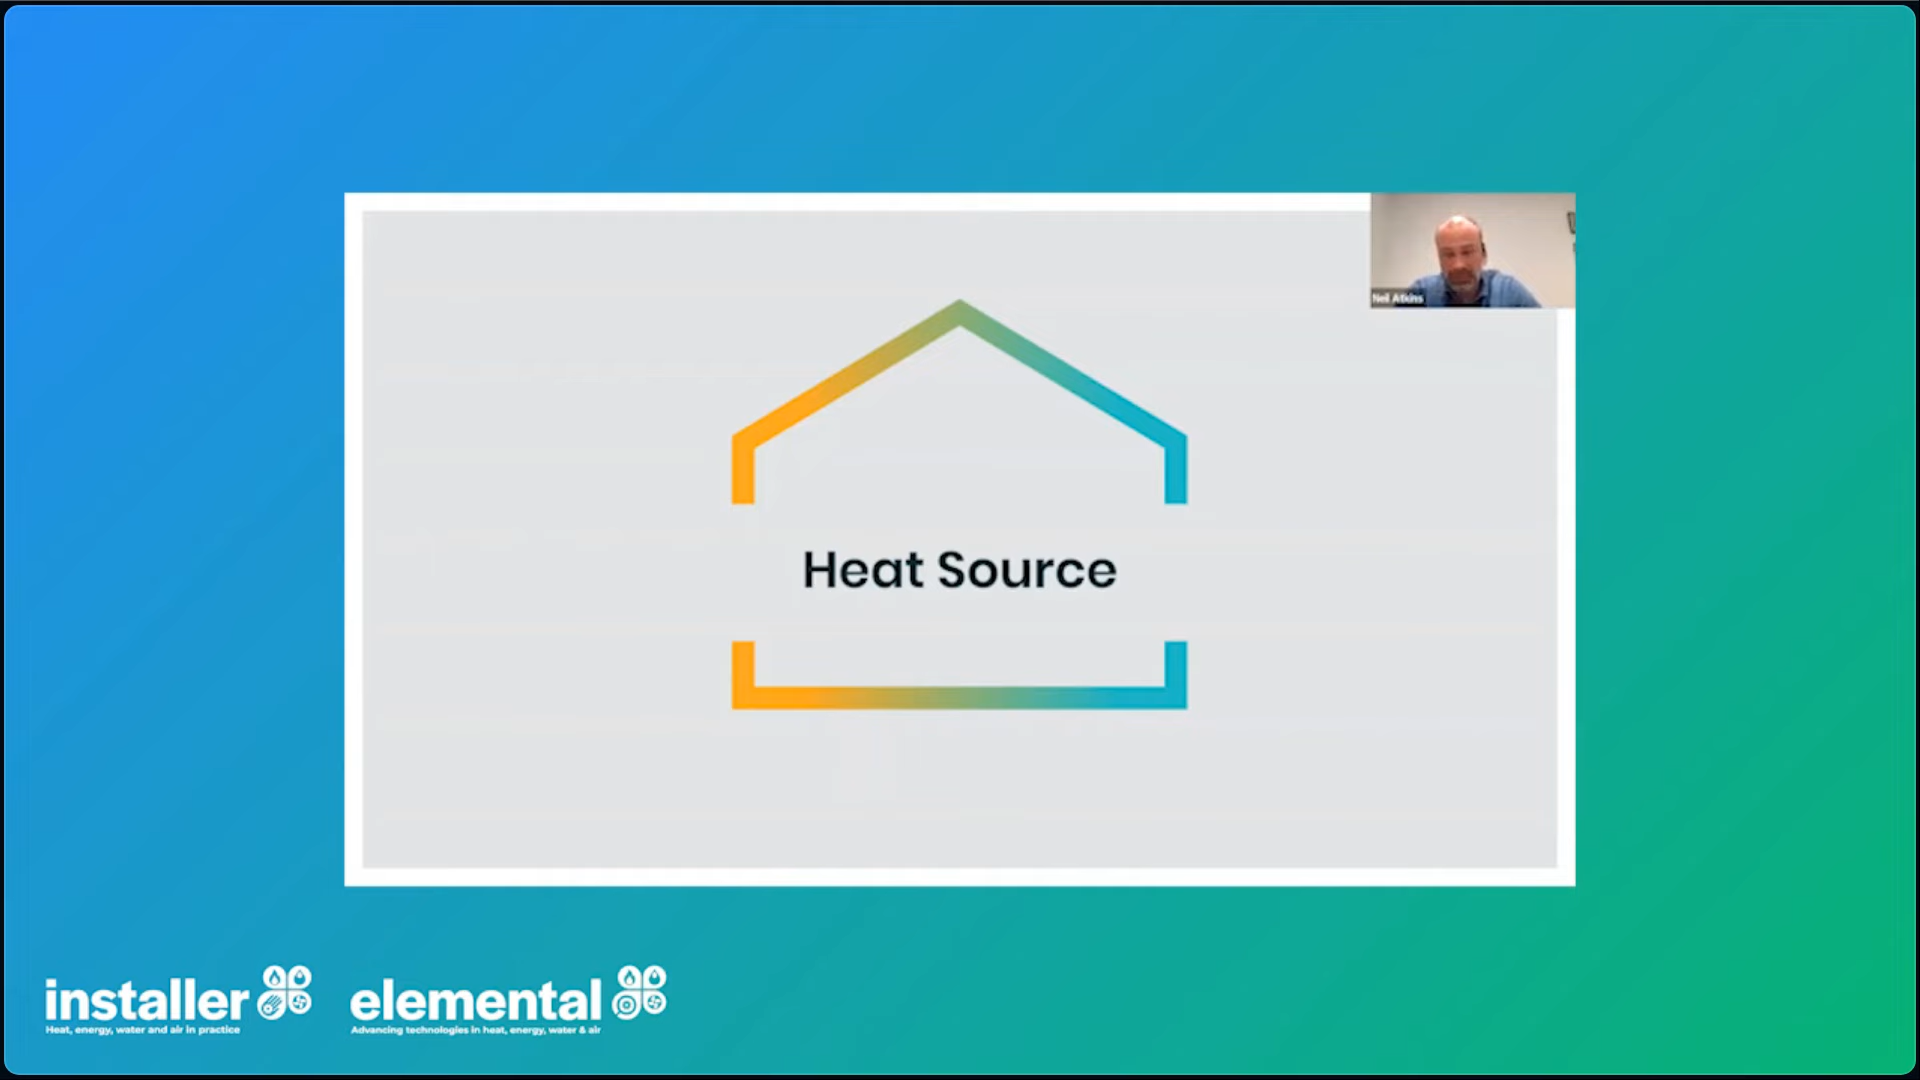 Neil Atkins
Heat Source
installer
Heat, energy, water and air in practice
elemental
Advancing technologies in heat, energy, water & air